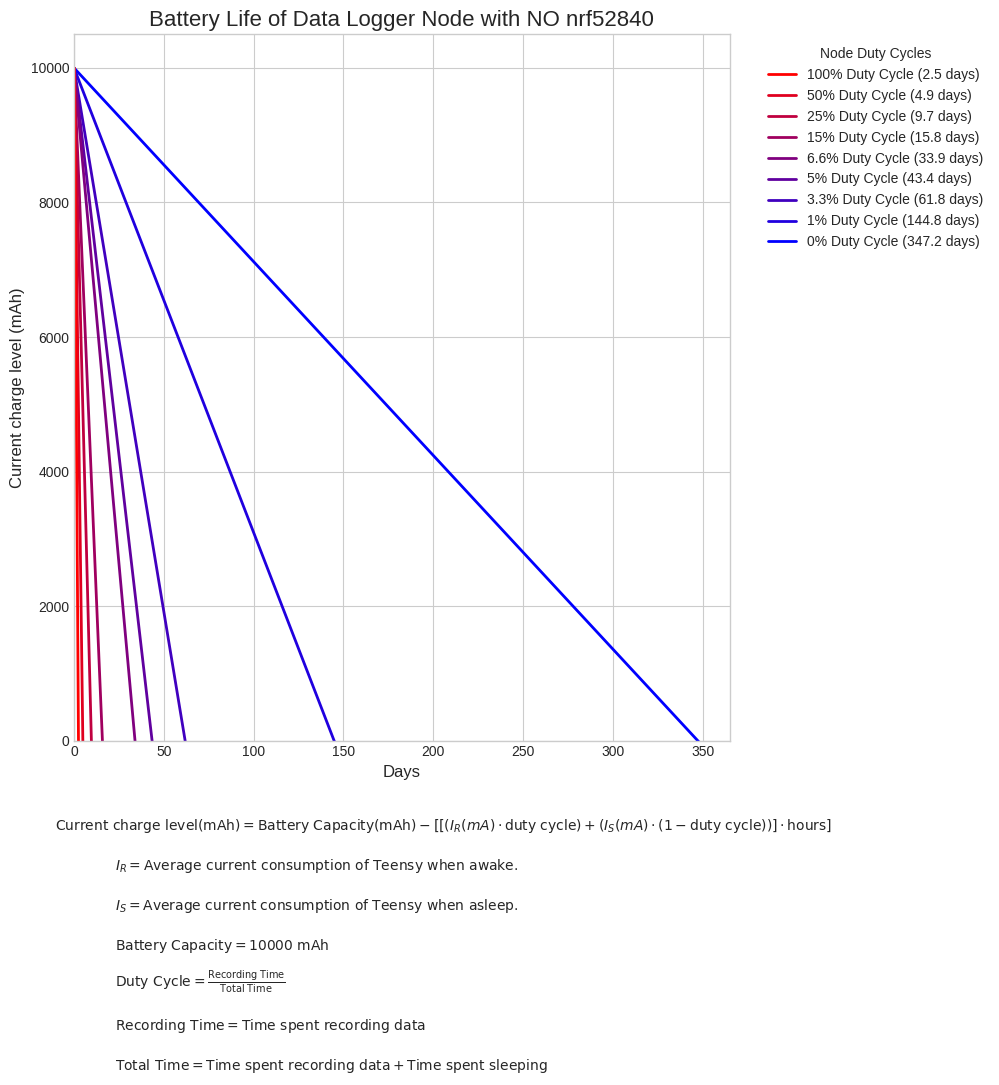 Battery Life of Data Logger Node with NO nrf52840
Current charge level (mAh)
10000
8000
6000
4000
2000
0
0 50 100 150 200 250 300 350
Days
Node Duty Cycles
100% Duty Cycle (2.5 days)
50% Duty Cycle (4.9 days)
25% Duty Cycle (9.7 days)
15% Duty Cycle (15.8 days)
6.6% Duty Cycle (33.9 days)
5% Duty Cycle (43.4 days)
3.3% Duty Cycle (61.8 days)
1% Duty Cycle (144.8 days)
0% Duty Cycle (347.2 days)
Current charge level(mAh) = Battery Capacity(mAh) − [[(I_R(mA) · duty cycle) + (I_S(mA) · (1 − duty cycle))] · hours]
I_R = Average current consumption of Teensy when awake.
I_S = Average current consumption of Teensy when asleep.
Battery Capacity = 10000 mAh
Duty Cycle = Recording Time / Total Time
Recording Time = Time spent recording data
Total Time = Time spent recording data + Time spent sleeping